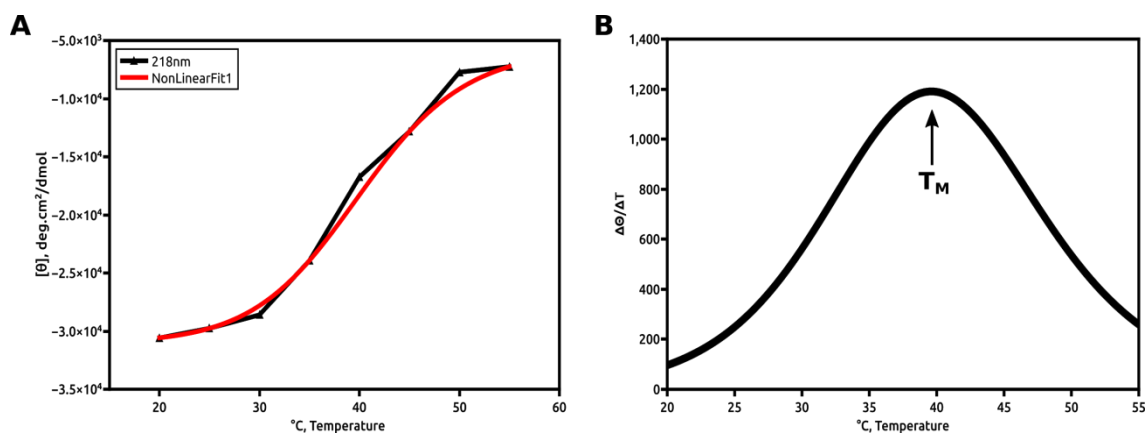 A
−5.0×10³
−1.0×10⁴
−1.5×10⁴
−2.0×10⁴
−2.5×10⁴
−3.0×10⁴
−3.5×10⁴
[θ], deg.cm²/dmol
218nm
NonLinearFit1
20 30 40 50 60
°C, Temperature
B
1,400
1,200
1,000
800
600
400
200
0
ΔΘ/ΔT
T_M
20 25 30 35 40 45 50 55
°C, Temperature